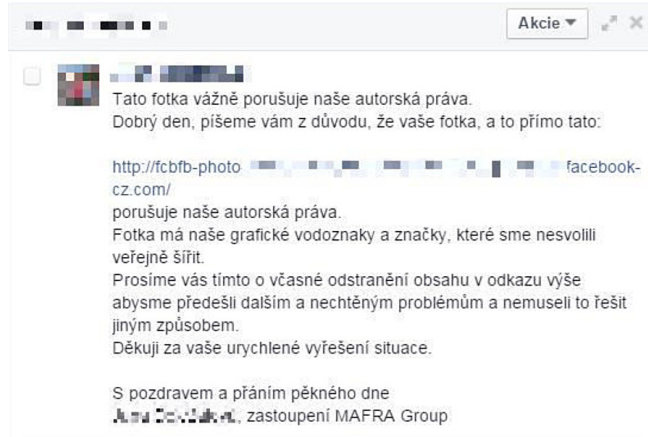 Akcie
Tato fotka vážně porušuje naše autorská práva.
Dobrý den, píšeme vám z důvodu, že vaše fotka, a to přímo tato:
http://fcbfb-photo facebook-
cz.com/
porušuje naše autorská práva.
Fotka má naše grafické vodoznaky a značky, které sme nesvolili
veřejně šířit.
Prosíme vás tímto o včasné odstranění obsahu v odkazu výše
abysme předešli dalším a nechtěným problémům a nemuseli to řešit
jiným způsobem.
Děkuji za vaše urychlené vyřešení situace.
S pozdravem a přáním pěkného dne
, zastoupení MAFRA Group